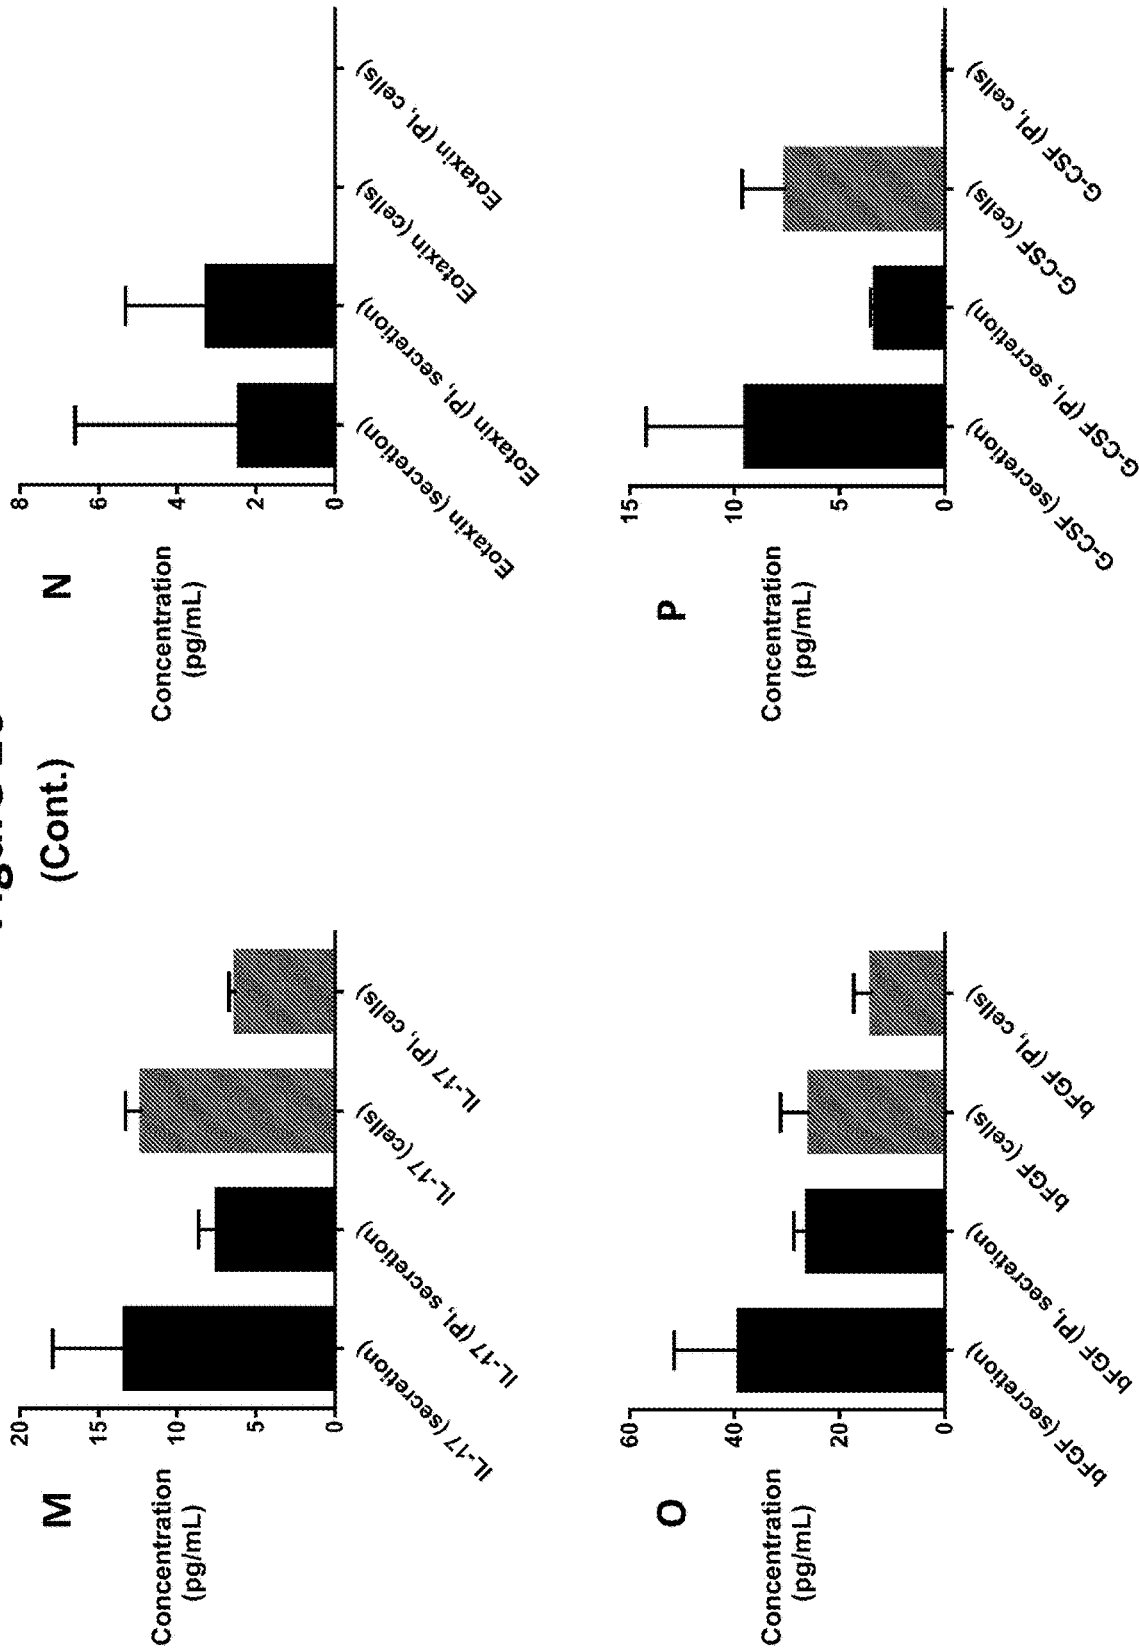 (Cont.)
M
Concentration
(pg/mL)
20
15
10
5
0
IL-17 (secretion)
IL-17 (PI, secretion)
IL-17 (cells)
IL-17 (PI, cells)
N
Concentration
(pg/mL)
8
6
4
2
0
Eotaxin (secretion)
Eotaxin (PI, secretion)
Eotaxin (cells)
Eotaxin (PI, cells)
O
Concentration
(pg/mL)
60
40
20
0
bFGF (secretion)
bFGF (PI, secretion)
bFGF (cells)
bFGF (PI, cells)
P
Concentration
(pg/mL)
15
10
5
0
G-CSF (secretion)
G-CSF (PI, secretion)
G-CSF (cells)
G-CSF (PI, cells)